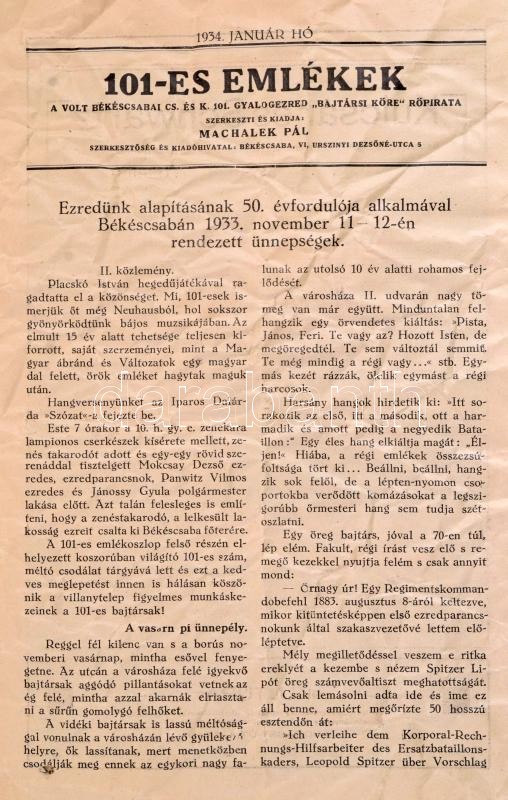 1934. JANUÁR HÓ
101-ES EMLÉKEK
A VOLT BÉKÉSCSABAI CS. ÉS K. 101. GYALOGEZRED „BAJTÁRSI KÖRE" RÖPIRATA
SZERKESZTI ÉS KIADJA:
MACHALEK PÁL
SZERKESZTŐSÉG ÉS KIADÓHIVATAL: BÉKÉSCSABA, VI, URSZINYI DEZSŐNÉ-UTCA 5
Ezredünk alapításának 50. évfordulója alkalmával
Békéscsabán 1933. november 11—12-én
rendezett ünnepségek.
II. közlemény.
Placskó István hegedűjátékával ra-
gadtatta el a közönséget. Mi, 101-esek is-
merjük őt még Neuhausból, hol sokszor
gyönyörködtünk bájos muzsikájában. Az
elmult 15 év alatt tehetsége teljesen ki-
forrott, saját szerzeményei, mint a Ma-
gyar ábránd és Változatok egy magyar
dal felett, örök emléket hagytak maguk
után.
Hangversenyünket az Iparos Dalár-
da »Szózat«-a fejezte be.
Este 7 órakor a 10. h. gy. e. zenekara
lampionos cserkészek kísérete mellett, ze-
nés takarodót adott és egy-egy rövid sze-
renáddal tisztelgett Mokcsay Dezső ez-
redes, ezredparancsnok, Panwitz Vilmos
ezredes és Jánossy Gyula polgármester
lakása előtt. Azt talán felesleges is emlí-
teni, hogy a zenéstakarodó, a lelkesült la-
kosság ezreit csalta ki Békéscsaba főterére.
A 101-es emlékoszlop felső részén el-
helyezett koszorúban világító 101-es szám,
méltó csodálat tárgyává lett és ezt a ked-
ves meglepetést innen is hálásan köszö-
nik a villanytelep figyelmes munkáske-
zeinek a 101-es bajtársak!
A vasarn pi ünnepély.
Reggel fél kilenc van s a borús no-
vemberi vasárnap, mintha esővel fenye-
getne. Az utcán a városháza felé igyekvő
bajtársak aggódó pillantásokat vetnek az
ég felé, mintha azzal akarnák elriaszta-
ni a sűrűn gomolygó felhőket.
A vidéki bajtársak is lassú méltóság-
gal vonulnak a városházán lévő gyüleke-
helyre, ők lassítanak, mert menetközben
csodálják meg ennek az egykori nagy fa-
lunak az utolsó 10 év alatti rohamos fej-
lődését.
A városháza II. udvarán nagy tö-
meg van már együtt. Minduntalan fel-
hangzik egy örvendetes kiáltás: »Pista,
János, Feri. Te vagy az? Hozott Isten, de
megöregedtél. Te sem változtál semmit.
Te még mindig a régi vagy...« stb. Egy-
más kezét rázzák, ölelik egymást a régi
harcosok.
Harsány hangok hirdetik ki: »Itt so-
rakozik az első, itt a második, ott a har-
madik és amott pedig a negyedik Bata-
illon:" Egy éles hang elkiáltja magát: „Él-
jen!« Hiába, a régi emlékek összezsú-
foltsága tört ki... Beállni, beállni, hang-
zik sok felől, de a lépten-nyomon cso-
portokba verődött komázásokat a legszi-
gorúbb őrmesteri hang sem tudja szét-
oszlatni.
Egy öreg bajtárs, jóval a 70-en túl,
lép elém. Fakult, régi írást vesz elő s re-
megő kezekkel nyujtja felém s csak annyit
mond:
— Őrnagy úr! Egy Regimentskomman-
dobefehl 1883. augusztus 8-áról keltezve,
mikor kitüntetésképpen első ezredparancs-
nokunk által szakaszvezetővé lettem elő-
léptetve.
Mély megilletődéssel veszem e ritka
ereklyét a kezembe s nézem Spitzer Li-
pót öreg számvevőaltiszt meghatottságát.
Csak lemásolni adta ide és ime ez
áll benne, amiért megőrizte 50 hosszú
esztendőn át:
»Ich verleihe dem Korporal-Rech-
nungs-Hilfsarbeiter des Ersatzbataillons-
kaders, Leopold Spitzer über Vorschlag